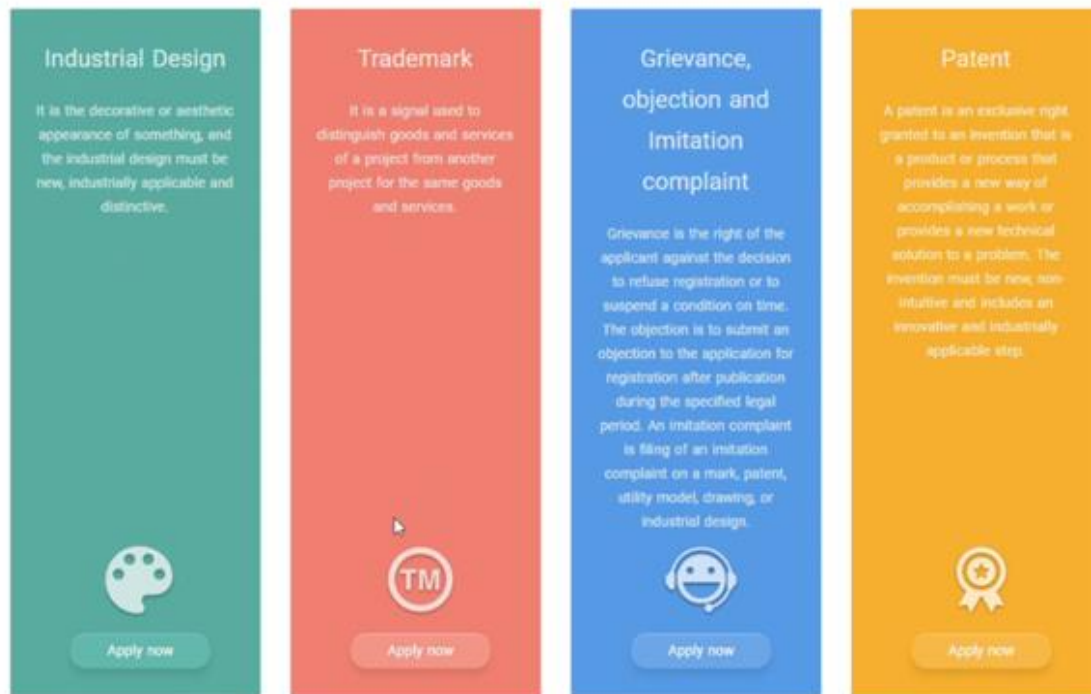 Industrial Design
It is the decorative or aesthetic
appearance of something, and
the industrial design must be
new, industrially applicable and
distinctive.
Apply now
Trademark
It is a signal used to
distinguish goods and services
of a project from another
project for the same goods
and services.
TM
Apply now
Grievance,
objection and
Imitation
complaint
Grievance is the right of the
applicant against the decision
to refuse registration or to
suspend a condition on time.
The objection is to submit an
objection to the application for
registration after publication
during the specified legal
period. An imitation complaint
is filing of an imitation
complaint on a mark, patent,
utility model, drawing, or
industrial design.
Apply now
Patent
A patent is an exclusive right
granted to an invention that is
a product or process that
provides a new way of
accomplishing a work or
provides a new technical
solution to a problem. The
invention must be new, non-
intuitive and includes an
innovative and industrially
applicable step.
Apply now